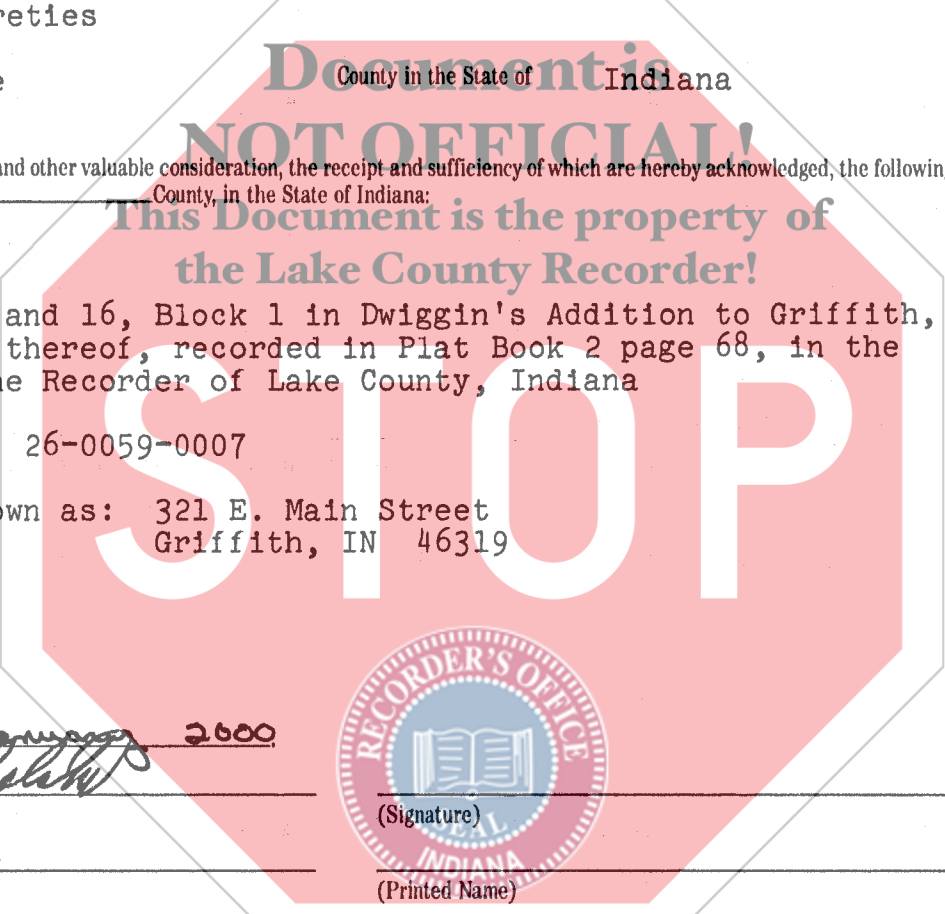 reties
e County in the State of Indiana
Document is
NOT OFFICIAL!
and other valuable consideration, the receipt and sufficiency of which are hereby acknowledged, the followin
County, in the State of Indiana:
This Document is the property of
the Lake County Recorder!
and 16, Block 1 in Dwiggin's Addition to Griffith,
thereof, recorded in Plat Book 2 page 68, in the
e Recorder of Lake County, Indiana
STOP
26-0059-0007
wn as: 321 E. Main Street
Griffith, IN 46319
RECORDER'S OFFICE
SEAL
INDIANA
2000
(Signature)
(Printed Name)